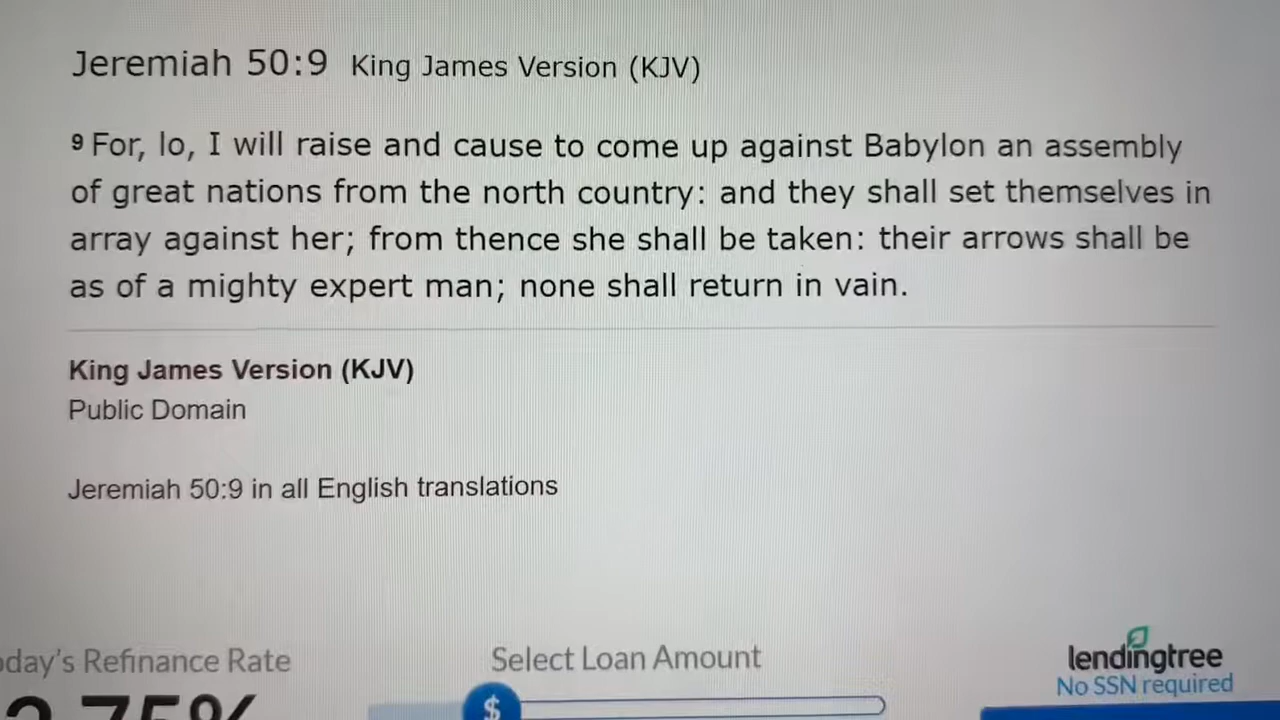 Jeremiah 50:9 King James Version (KJV)
9 For, lo, I will raise and cause to come up against Babylon an assembly
of great nations from the north country: and they shall set themselves in
array against her; from thence she shall be taken: their arrows shall be
as of a mighty expert man; none shall return in vain.
King James Version (KJV)
Public Domain
Jeremiah 50:9 in all English translations
oday's Refinance Rate
Select Loan Amount
lendingtree
No SSN required
$